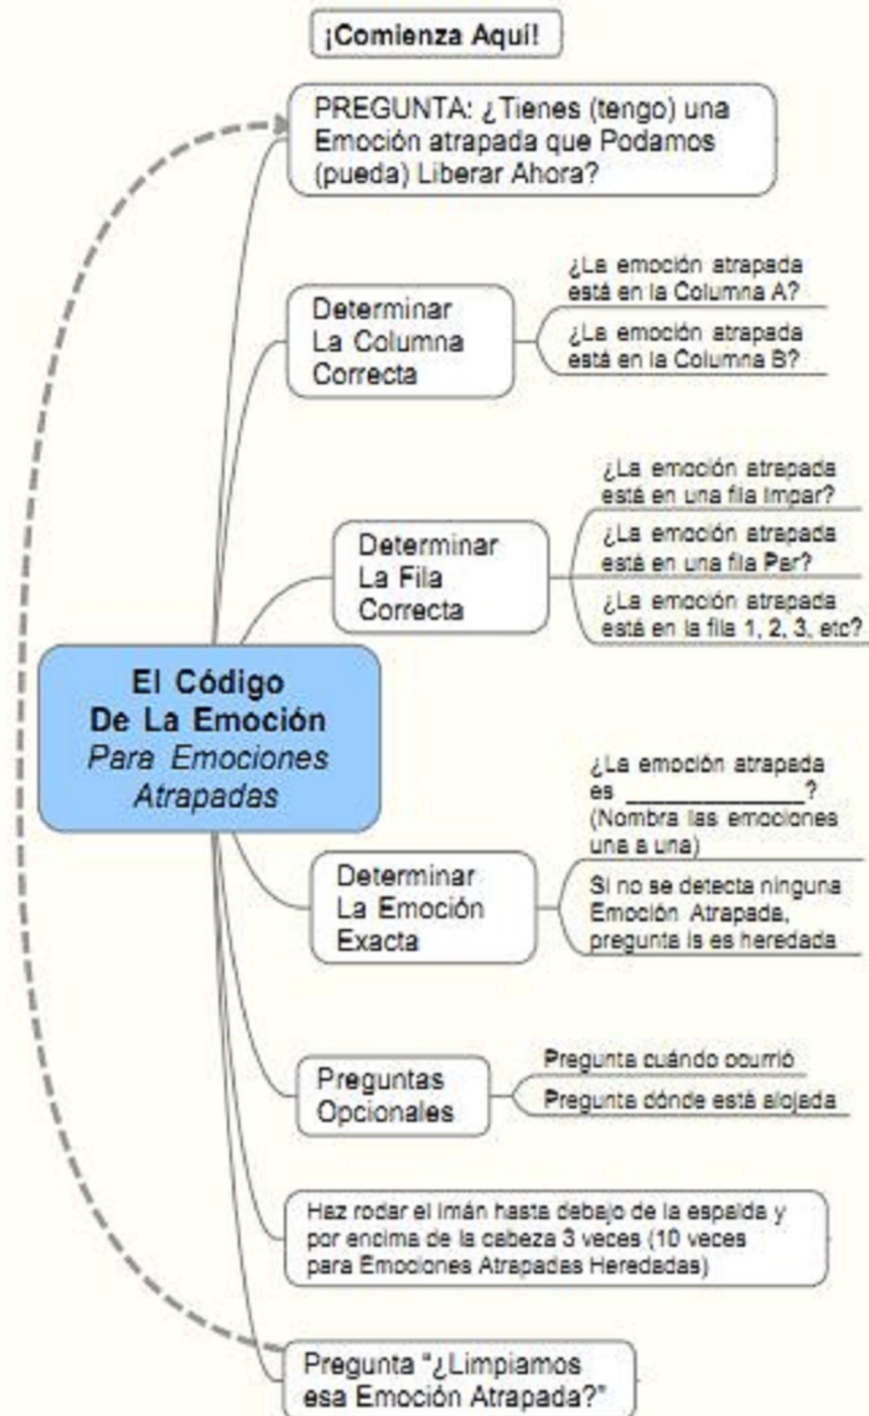 ¡Comienza Aquí!
PREGUNTA: ¿Tienes (tengo) una
Emoción atrapada que Podamos
(pueda) Liberar Ahora?
Determinar
La Columna
Correcta
¿La emoción atrapada
está en la Columna A?
¿La emoción atrapada
está en la Columna B?
Determinar
La Fila
Correcta
¿La emoción atrapada
está en una fila Impar?
¿La emoción atrapada
está en una fila Par?
¿La emoción atrapada
está en la fila 1, 2, 3, etc?
El Código
De La Emoción
Para Emociones
Atrapadas
Determinar
La Emoción
Exacta
¿La emoción atrapada
es ______________?
(Nombra las emociones
una a una)
Si no se detecta ninguna
Emoción Atrapada,
pregunta is es heredada
Preguntas
Opcionales
Pregunta cuándo ocurrió
Pregunta dónde está alojada
Haz rodar el imán hasta debajo de la espalda y
por encima de la cabeza 3 veces (10 veces
para Emociones Atrapadas Heredadas)
Pregunta "¿Limpiamos
esa Emoción Atrapada?"